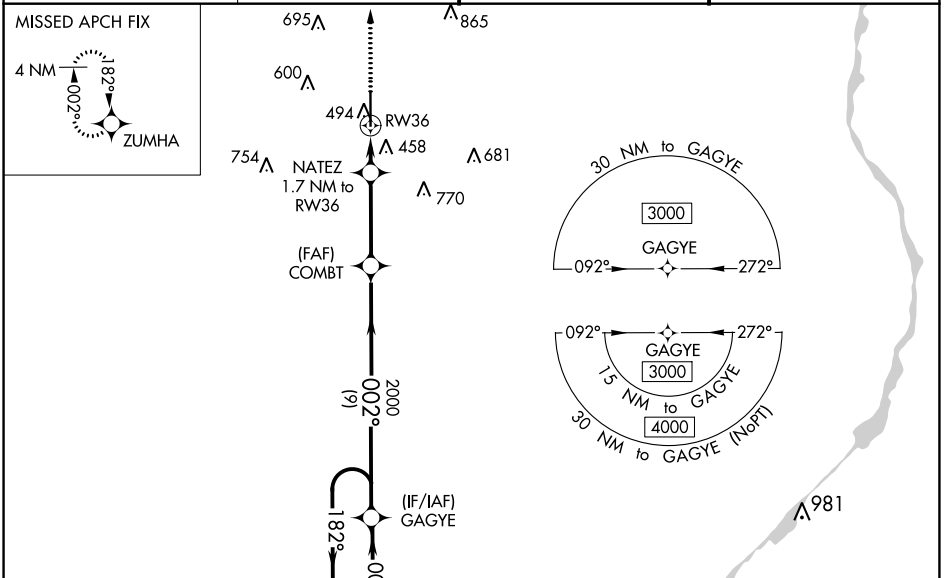 MISSED APCH FIX
4 NM
182°
002°
ZUMHA
695
865
600
494
RW36
458
754
681
NATEZ
1.7 NM to
RW36
770
(FAF)
COMBT
2000
002°
(9)
(IF/IAF)
GAGYE
182°
00
30 NM to GAGYE
3000
GAGYE
092°
272°
092°
272°
GAGYE
3000
15 NM to GAGYE
4000
30 NM to GAGYE (NoPT)
981